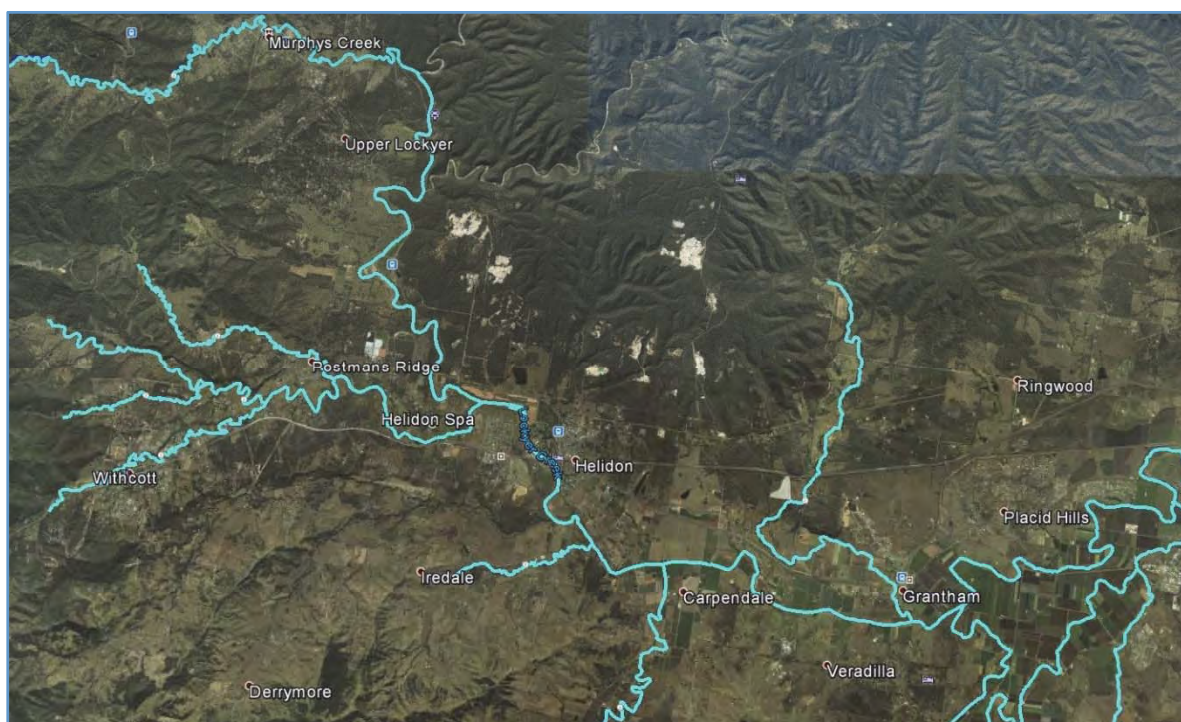 Murphys Creek
Upper Lockyer
Postmans Ridge
Ringwood
Helidon Spa
Helidon
Withcott
Placid Hills
Iredale
Carpendale
Grantham
Veradilla
Derrymore